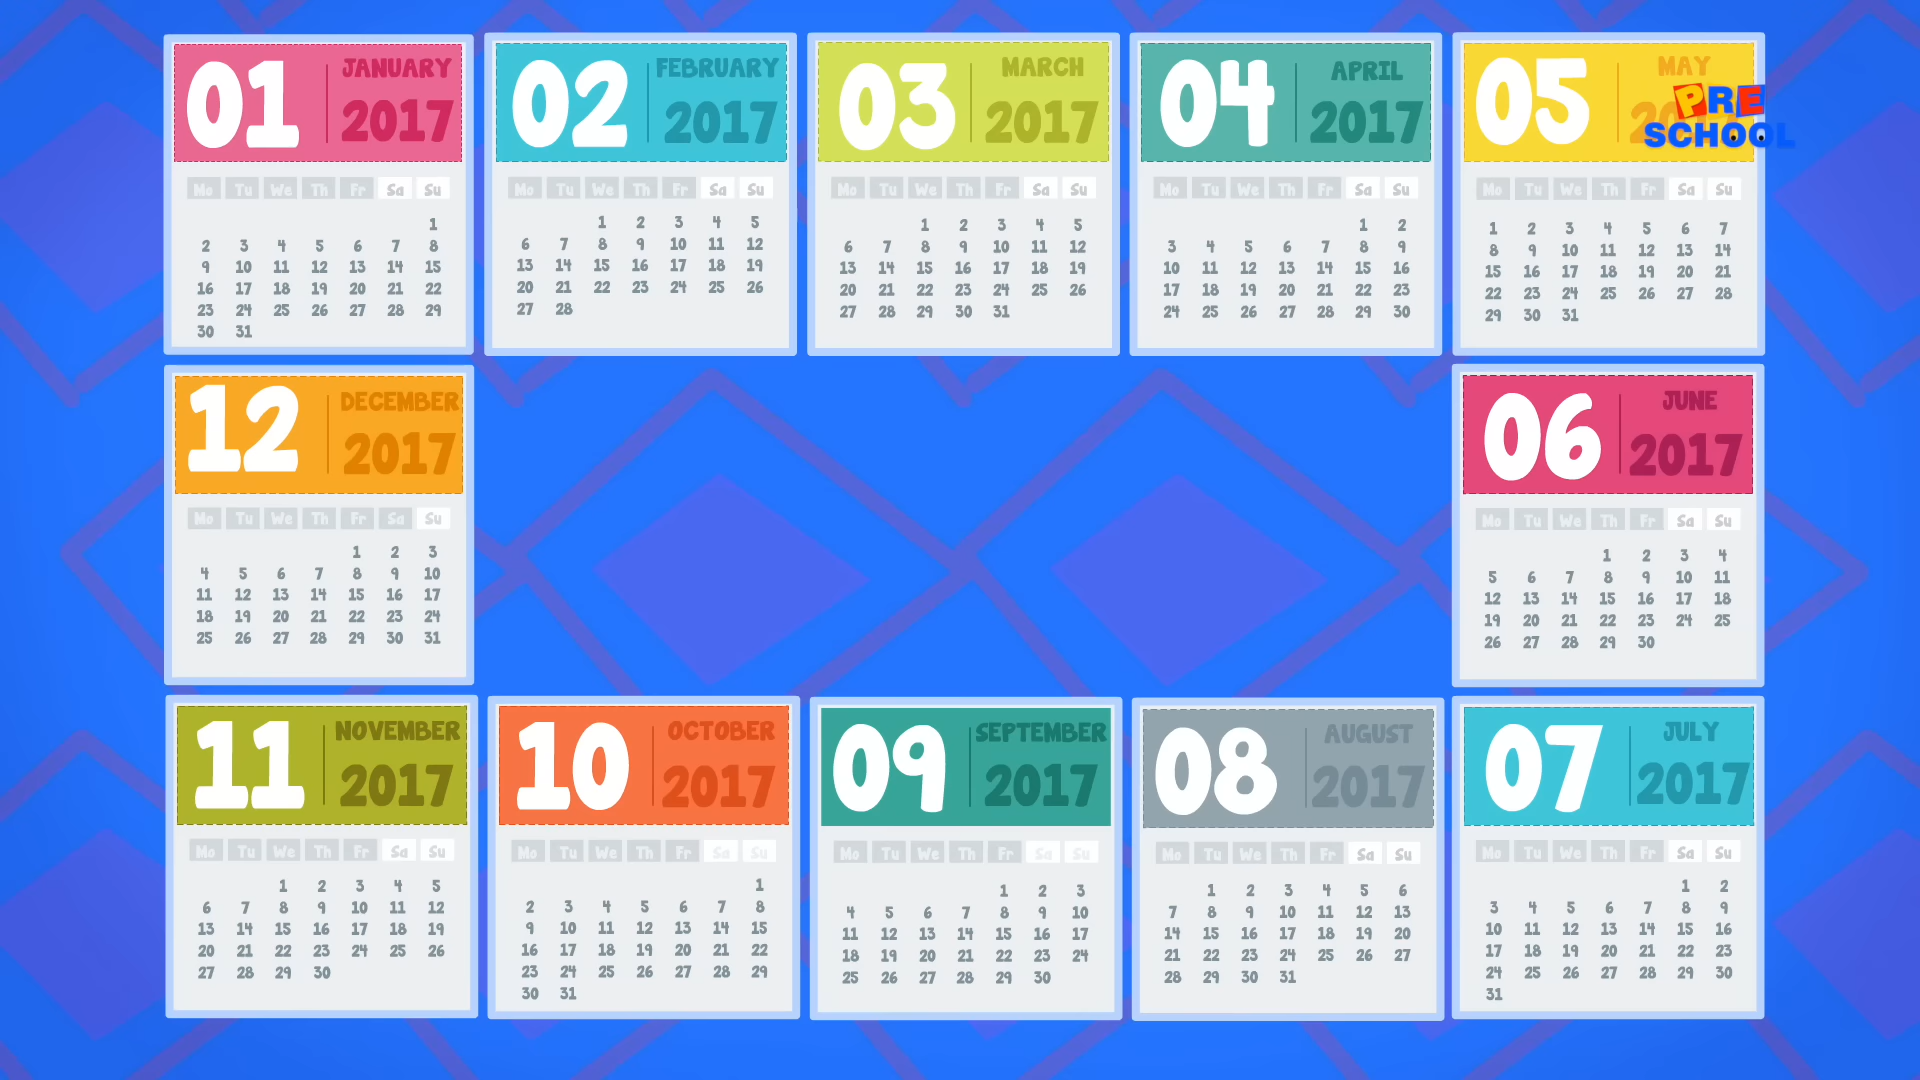 01 JANUARY 2017
Mo Tu We Th Fr Sa Su
1
2 3 4 5 6 7 8
9 10 11 12 13 14 15
16 17 18 19 20 21 22
23 24 25 26 27 28 29
30 31
02 FEBRUARY 2017
Mo Tu We Th Fr Sa Su
1 2 3 4 5
6 7 8 9 10 11 12
13 14 15 16 17 18 19
20 21 22 23 24 25 26
27 28
03 MARCH 2017
Mo Tu We Th Fr Sa Su
1 2 3 4 5
6 7 8 9 10 11 12
13 14 15 16 17 18 19
20 21 22 23 24 25 26
27 28 29 30 31
04 APRIL 2017
Mo Tu We Th Fr Sa Su
1 2
3 4 5 6 7 8 9
10 11 12 13 14 15 16
17 18 19 20 21 22 23
24 25 26 27 28 29 30
05 MAY 2017
PRE
SCHOOL
Mo Tu We Th Fr Sa Su
1 2 3 4 5 6 7
8 9 10 11 12 13 14
15 16 17 18 19 20 21
22 23 24 25 26 27 28
29 30 31
12 DECEMBER 2017
Mo Tu We Th Fr Sa Su
1 2 3
4 5 6 7 8 9 10
11 12 13 14 15 16 17
18 19 20 21 22 23 24
25 26 27 28 29 30 31
06 JUNE 2017
Mo Tu We Th Fr Sa Su
1 2 3 4
5 6 7 8 9 10 11
12 13 14 15 16 17 18
19 20 21 22 23 24 25
26 27 28 29 30
11 NOVEMBER 2017
Mo Tu We Th Fr Sa Su
1 2 3 4 5
6 7 8 9 10 11 12
13 14 15 16 17 18 19
20 21 22 23 24 25 26
27 28 29 30
10 OCTOBER 2017
Mo Tu We Th Fr Sa Su
1
2 3 4 5 6 7 8
9 10 11 12 13 14 15
16 17 18 19 20 21 22
23 24 25 26 27 28 29
30 31
09 SEPTEMBER 2017
Mo Tu We Th Fr Sa Su
1 2 3
4 5 6 7 8 9 10
11 12 13 14 15 16 17
18 19 20 21 22 23 24
25 26 27 28 29 30
08 AUGUST 2017
Mo Tu We Th Fr Sa Su
1 2 3 4 5 6
7 8 9 10 11 12 13
14 15 16 17 18 19 20
21 22 23 24 25 26 27
28 29 30 31
07 JULY 2017
Mo Tu We Th Fr Sa Su
1 2
3 4 5 6 7 8 9
10 11 12 13 14 15 16
17 18 19 20 21 22 23
24 25 26 27 28 29 30
31